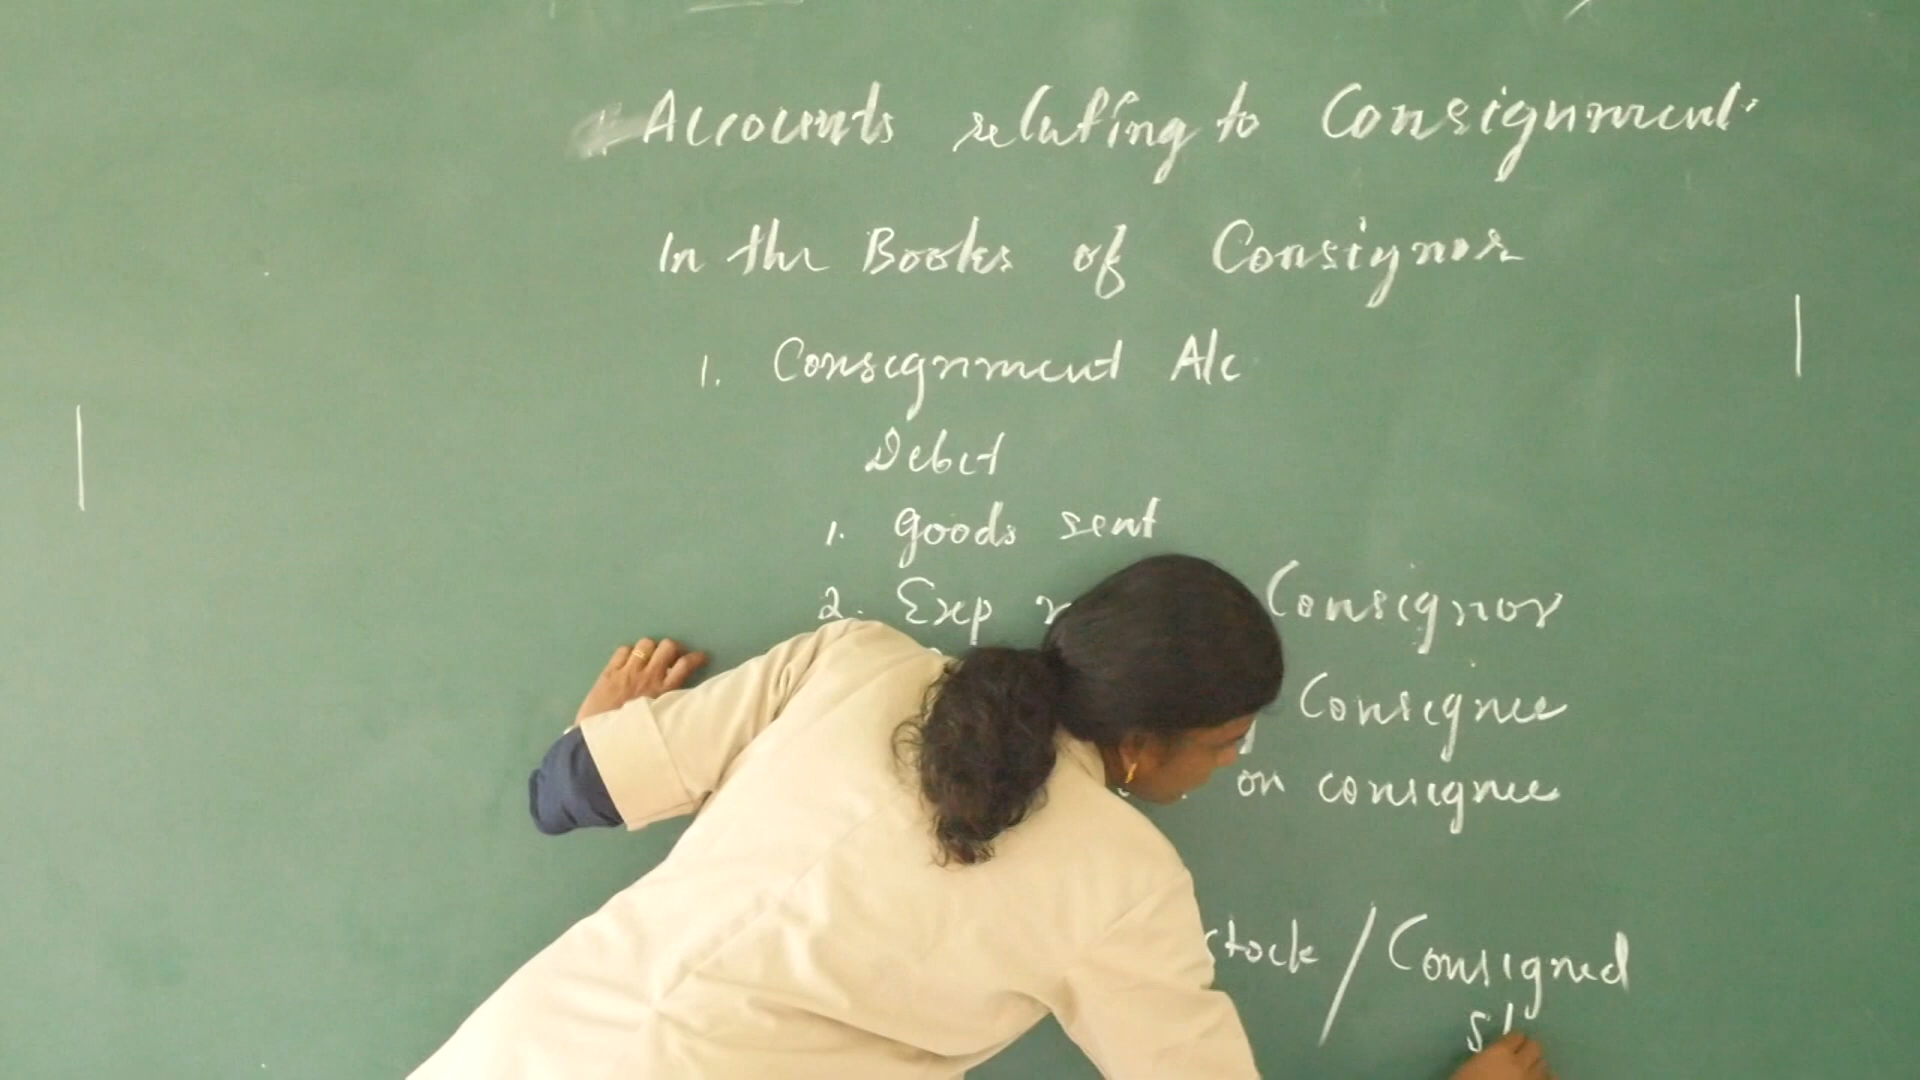 Accounts relating to Consignment
In the Books of Consignor
1. Consignment A/c
Debit
1. Goods sent
2. Exp Consignor
Consignee
on consignee
stock / Consigned